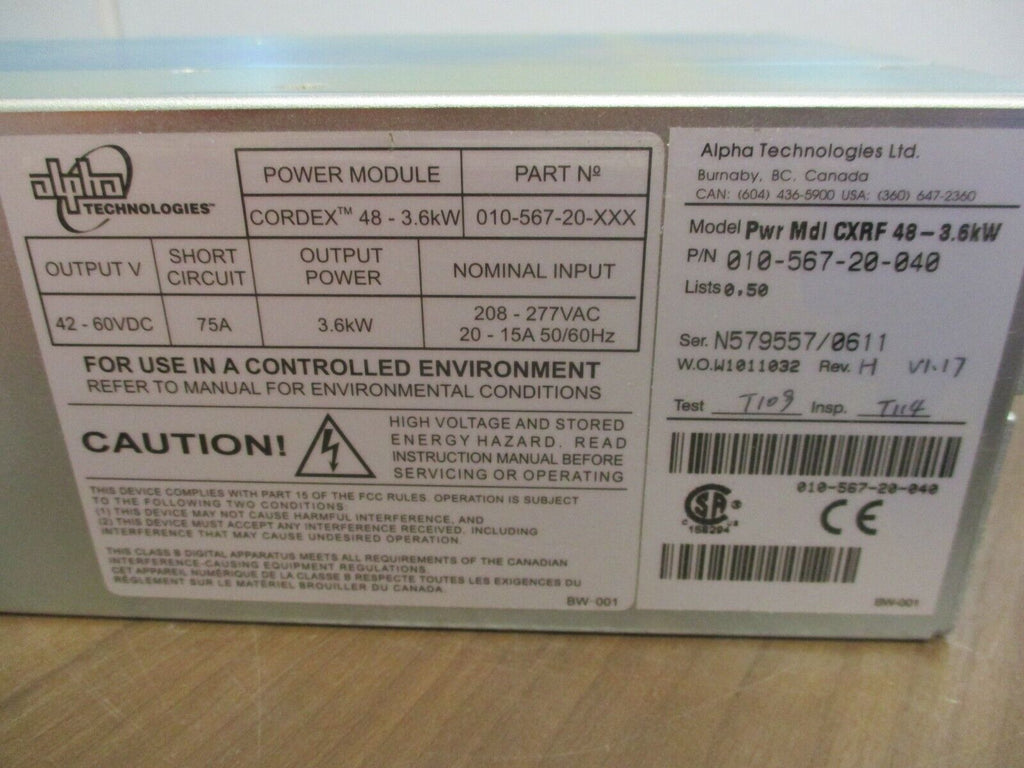 alpha
TECHNOLOGIES™
POWER MODULE PART Nº
CORDEX™ 48 - 3.6kW 010-567-20-XXX
OUTPUT V SHORT CIRCUIT OUTPUT POWER NOMINAL INPUT
42 - 60VDC 75A 3.6kW 208 - 277VAC
20 - 15A 50/60Hz
FOR USE IN A CONTROLLED ENVIRONMENT
REFER TO MANUAL FOR ENVIRONMENTAL CONDITIONS
CAUTION!
HIGH VOLTAGE AND STORED
ENERGY HAZARD. READ
INSTRUCTION MANUAL BEFORE
SERVICING OR OPERATING
THIS DEVICE COMPLIES WITH PART 15 OF THE FCC RULES. OPERATION IS SUBJECT
TO THE FOLLOWING TWO CONDITIONS:
(1) THIS DEVICE MAY NOT CAUSE HARMFUL INTERFERENCE, AND
(2) THIS DEVICE MUST ACCEPT ANY INTERFERENCE RECEIVED, INCLUDING
INTERFERENCE THAT MAY CAUSE UNDESIRED OPERATION.
THIS CLASS B DIGITAL APPARATUS MEETS ALL REQUIREMENTS OF THE CANADIAN
INTERFERENCE-CAUSING EQUIPMENT REGULATIONS.
CET APPAREIL NUMÉRIQUE DE LA CLASSE B RESPECTE TOUTES LES EXIGENCES DU
RÉGLEMENT SUR LE MATÉRIEL BROUILLER DU CANADA.
BW-001
Alpha Technologies Ltd.
Burnaby, BC. Canada
CAN: (604) 436-5900 USA: (360) 647-2360
Model Pwr Mdl CXRF 48-3.6kW
P/N 010-567-20-040
Lists 0,50
Ser. N579557/0611
W.O. W1011032 Rev. H V1.17
Test T109 Insp. T114
010-567-20-040
CSA ®
C US
158294
CE
BW-001